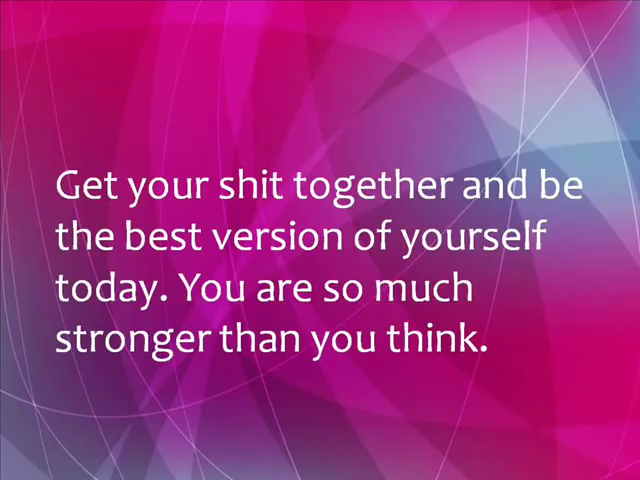 Get your shit together and be
the best version of yourself
today. You are so much
stronger than you think.